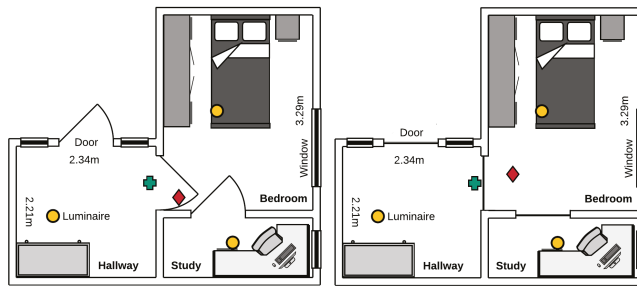 Door
2.34m
3.29m
Window
Bedroom
2.21m
Luminaire
Hallway
Study
Door
2.34m
3.29m
Window
Bedroom
2.21m
Luminaire
Hallway
Study